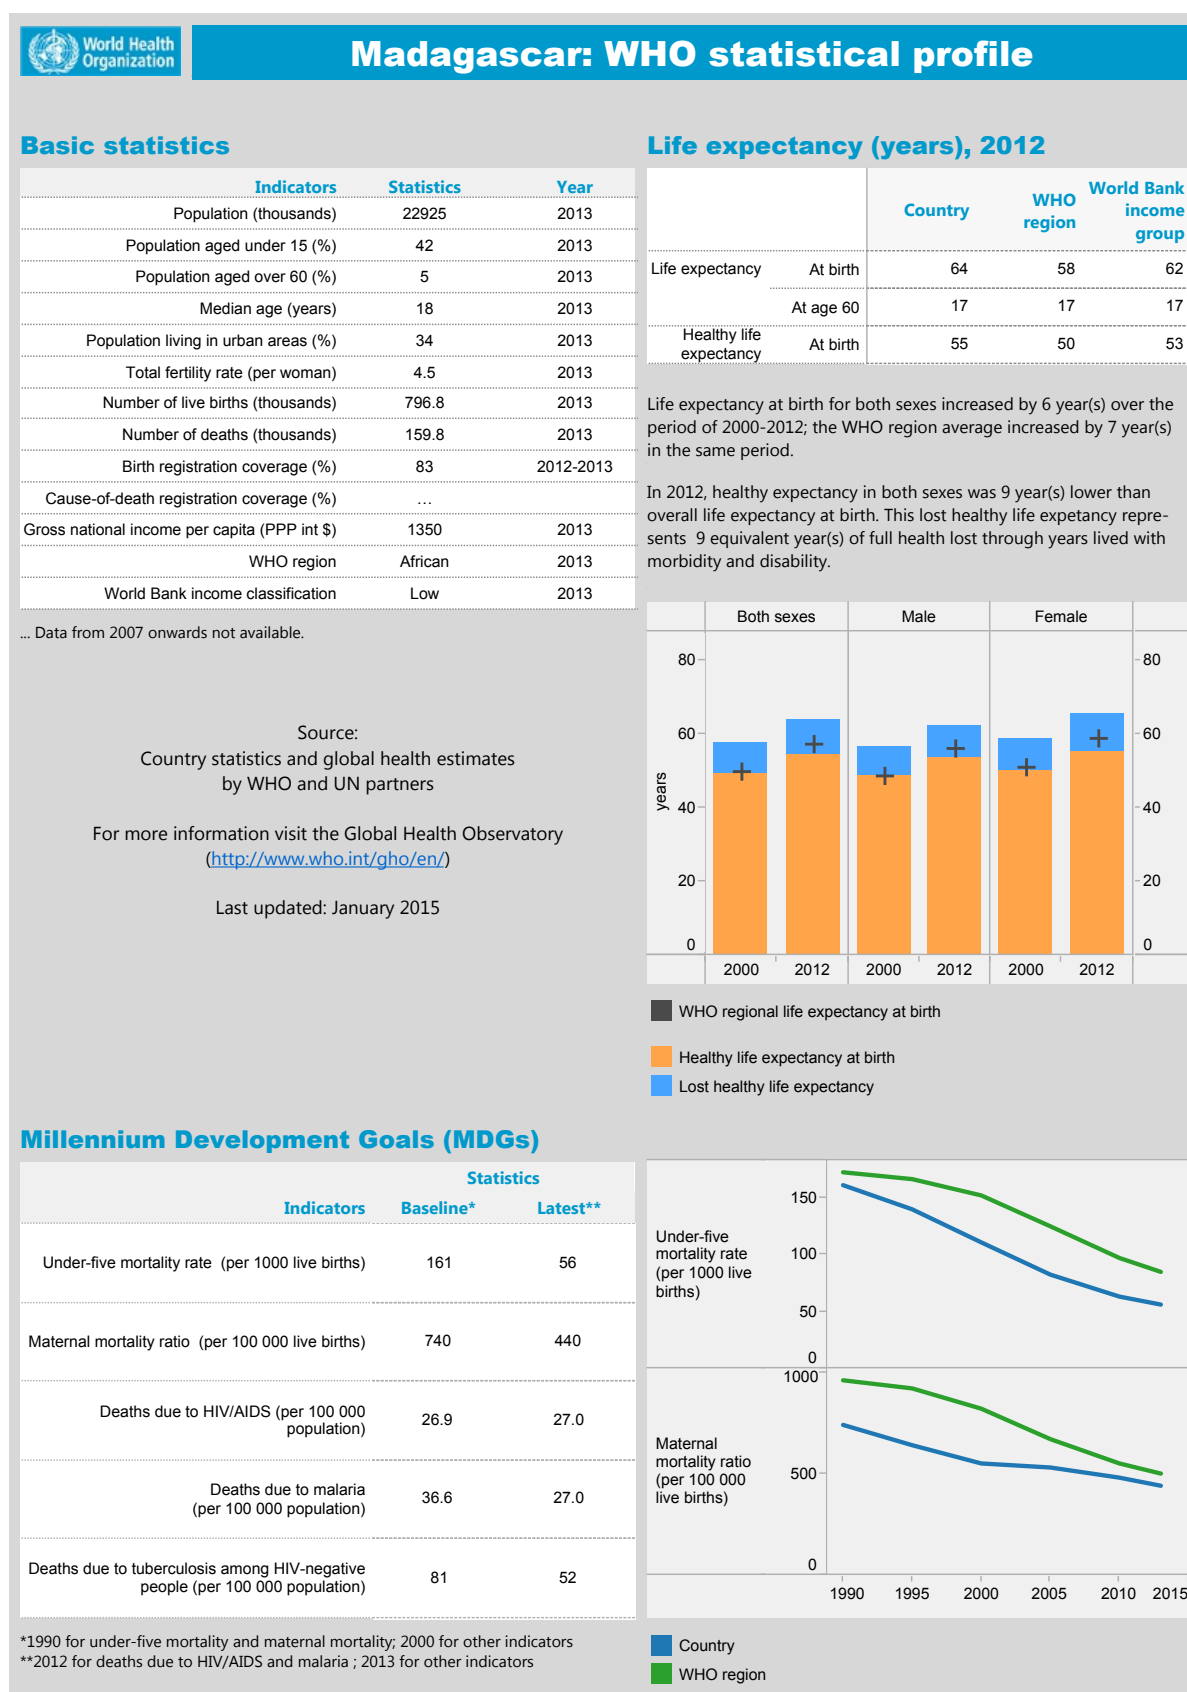 World Health
Organization
Madagascar: WHO statistical profile
Basic statistics
Indicators Statistics Year
Population (thousands) 22925 2013
Population aged under 15 (%) 42 2013
Population aged over 60 (%) 5 2013
Median age (years) 18 2013
Population living in urban areas (%) 34 2013
Total fertility rate (per woman) 4.5 2013
Number of live births (thousands) 796.8 2013
Number of deaths (thousands) 159.8 2013
Birth registration coverage (%) 83 2012-2013
Cause-of-death registration coverage (%) ...
Gross national income per capita (PPP int $) 1350 2013
WHO region African 2013
World Bank income classification Low 2013
... Data from 2007 onwards not available.
Source:
Country statistics and global health estimates
by WHO and UN partners
For more information visit the Global Health Observatory
(http://www.who.int/gho/en/)
Last updated: January 2015
Life expectancy (years), 2012
Country
WHO
region
World Bank
income
group
Life expectancy At birth 64 58 62
At age 60 17 17 17
Healthy life
expectancy
At birth 55 50 53
Life expectancy at birth for both sexes increased by 6 year(s) over the
period of 2000-2012; the WHO region average increased by 7 year(s)
in the same period.
In 2012, healthy expectancy in both sexes was 9 year(s) lower than
overall life expectancy at birth. This lost healthy life expetancy repre-
sents 9 equivalent year(s) of full health lost through years lived with
morbidity and disability.
Both sexes Male Female
80 80
60 60
years
40 40
20 20
0 0
2000 2012 2000 2012 2000 2012
WHO regional life expectancy at birth
Healthy life expectancy at birth
Lost healthy life expectancy
Millennium Development Goals (MDGs)
Statistics
Indicators Baseline* Latest**
Under-five mortality rate (per 1000 live births) 161 56
Maternal mortality ratio (per 100 000 live births) 740 440
Deaths due to HIV/AIDS (per 100 000
population)
26.9 27.0
Deaths due to malaria
(per 100 000 population)
36.6 27.0
Deaths due to tuberculosis among HIV-negative
people (per 100 000 population)
81 52
*1990 for under-five mortality and maternal mortality; 2000 for other indicators
**2012 for deaths due to HIV/AIDS and malaria ; 2013 for other indicators
Under-five
mortality rate
(per 1000 live
births)
150
100
50
0
Maternal
mortality ratio
(per 100 000
live births)
1000
500
0
1990 1995 2000 2005 2010 2015
Country
WHO region